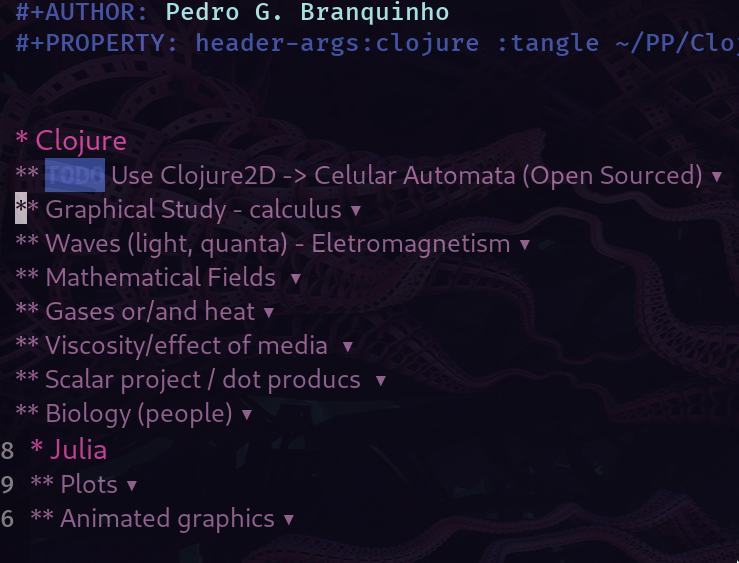 #+AUTHOR: Pedro G. Branquinho
#+PROPERTY: header-args:clojure :tangle ~/PP/Cloj
* Clojure
** TODO Use Clojure2D -> Celular Automata (Open Sourced) ▾
** Graphical Study - calculus ▾
** Waves (light, quanta) - Eletromagnetism ▾
** Mathematical Fields ▾
** Gases or/and heat ▾
** Viscosity/effect of media ▾
** Scalar project / dot producs ▾
** Biology (people) ▾
8 * Julia
9 ** Plots ▾
6 ** Animated graphics ▾